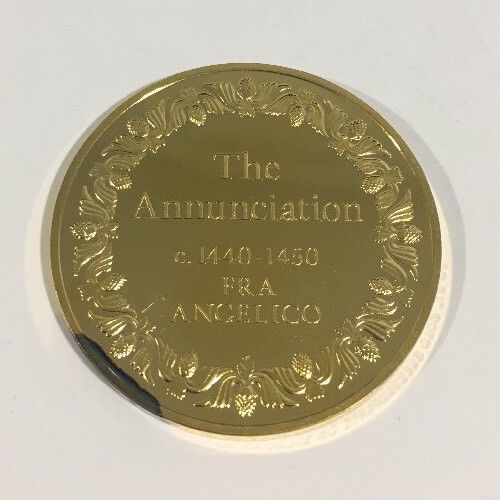 The
Annunciation
c. 1440-1450
FRA
ANGELICO